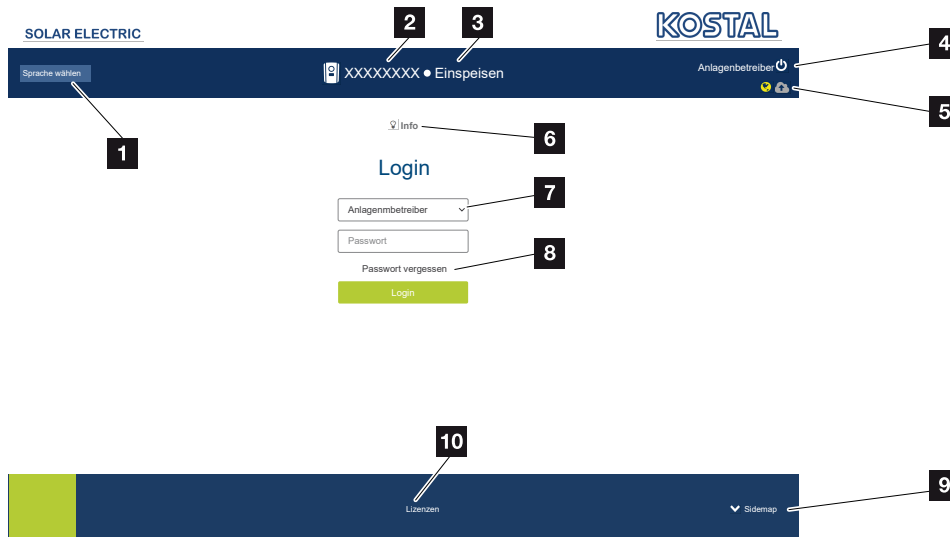 2 3
SOLAR ELECTRIC KOSTAL
4
Sprache wählen XXXXXXXX ● Einspeisen Anlagenbetreiber
5
Info
1 6
Login
7
Anlagenmbetreiber
Passwort
8
Passwort vergessen
Login
10
9
Lizenzen Sidemap